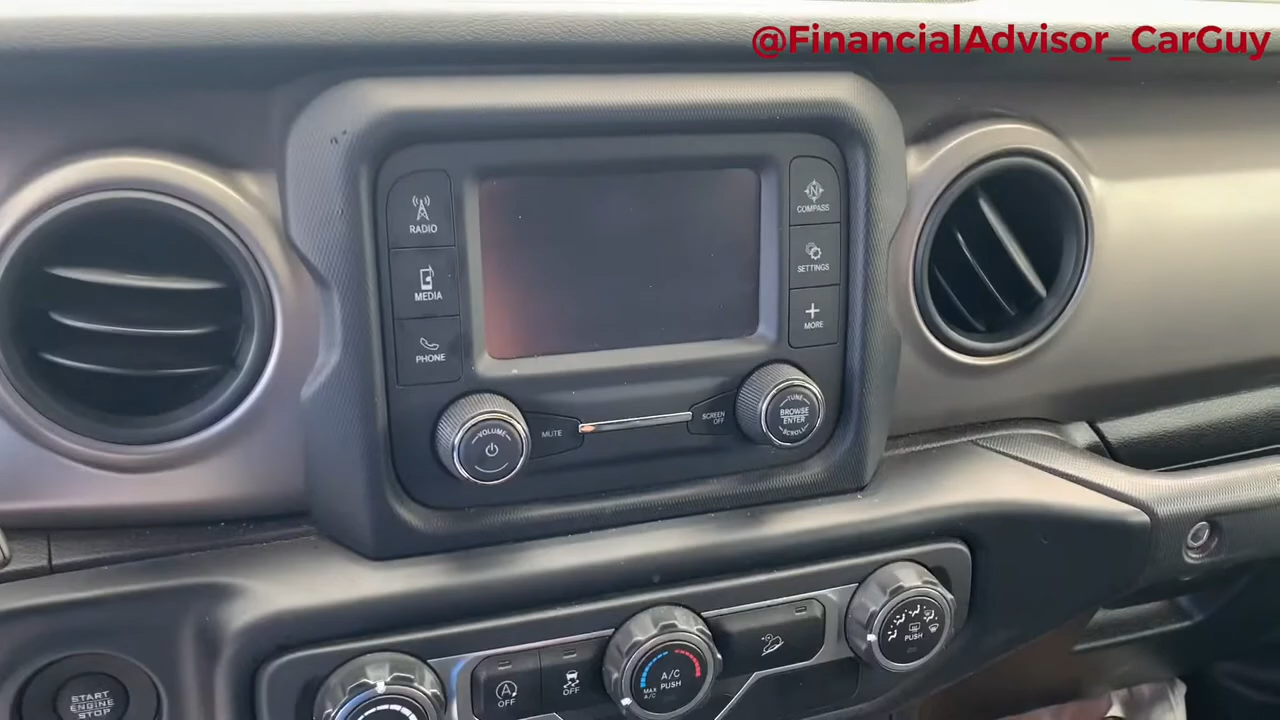 @FinancialAdvisor_CarGuy
RADIO
MEDIA
PHONE
N
COMPASS
SETTINGS
MORE
VOLUME
MUTE
SCREEN
OFF
TUNE
BROWSE
ENTER
SCROLL
START
ENGINE
STOP
A
OFF
OFF
A/C
PUSH
MAX
A/C
PUSH